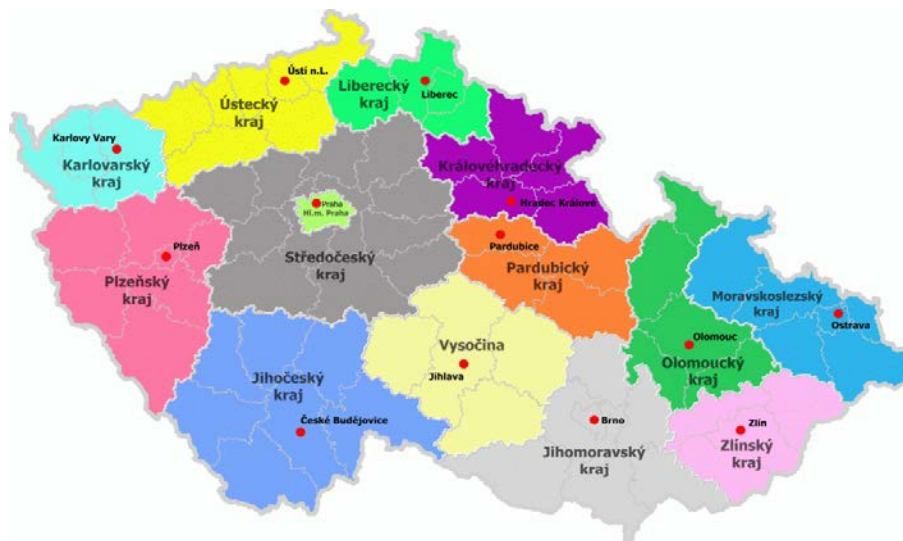 Ústí n.L.
Ústecký
kraj
Liberecký
kraj
Liberec
Karlovy Vary
Karlovarský
kraj
Královéhradecký
kraj
Hradec Králové
Praha
Hl.m. Praha
Středočeský
kraj
Plzeň
Plzeňský
kraj
Pardubice
Pardubický
kraj
Moravskoslezský
kraj
Ostrava
Olomouc
Olomoucký
kraj
Vysočina
Jihlava
Jihočeský
kraj
České Budějovice
Brno
Jihomoravský
kraj
Zlín
Zlínský
kraj